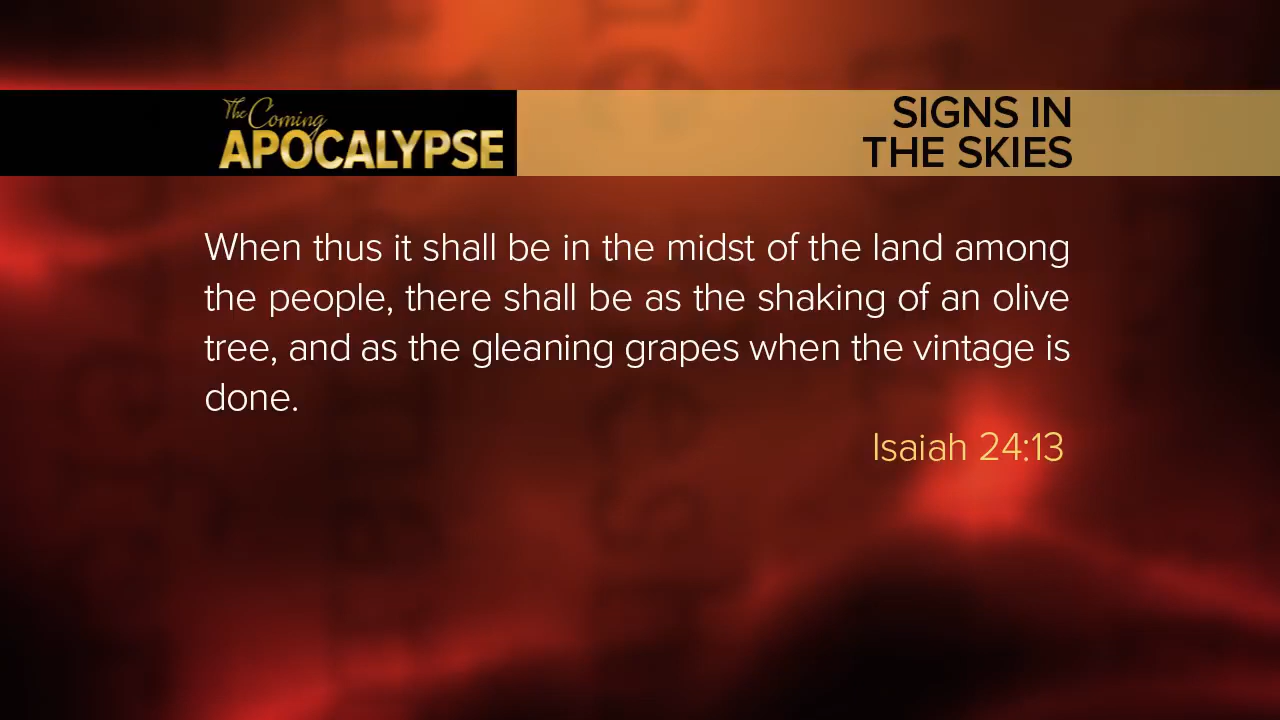 The Coming
APOCALYPSE
SIGNS IN
THE SKIES
When thus it shall be in the midst of the land among
the people, there shall be as the shaking of an olive
tree, and as the gleaning grapes when the vintage is
done.
Isaiah 24:13